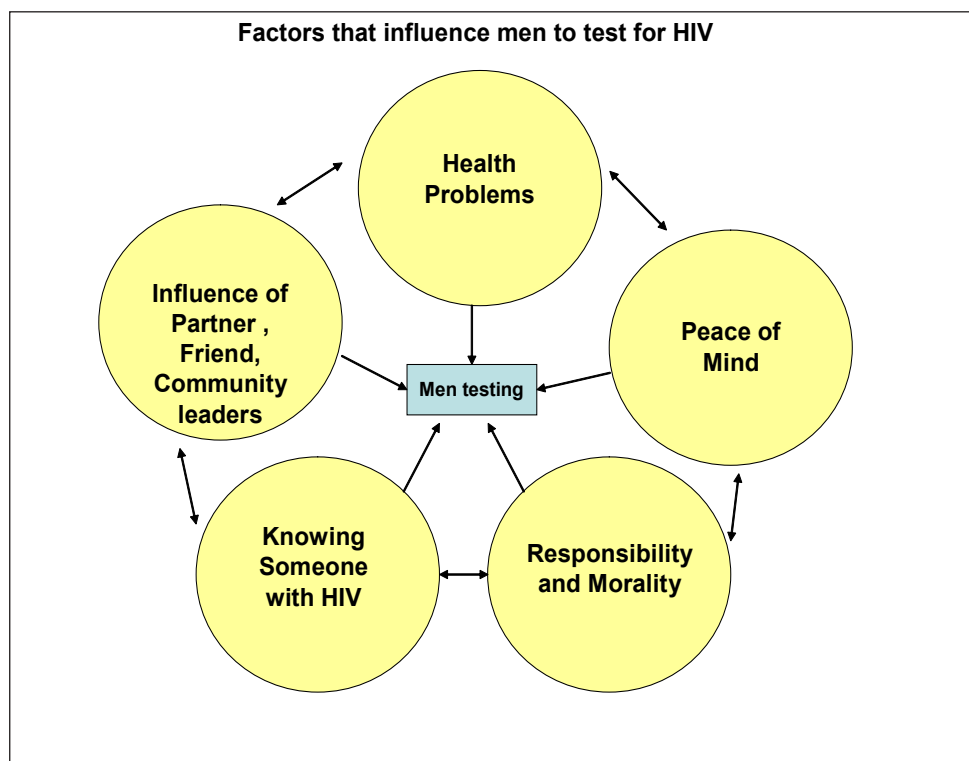 Factors that influence men to test for HIV
Health
Problems
Influence of
Partner ,
Friend,
Community
leaders
Peace of
Mind
Men testing
Knowing
Someone
with HIV
Responsibility
and Morality